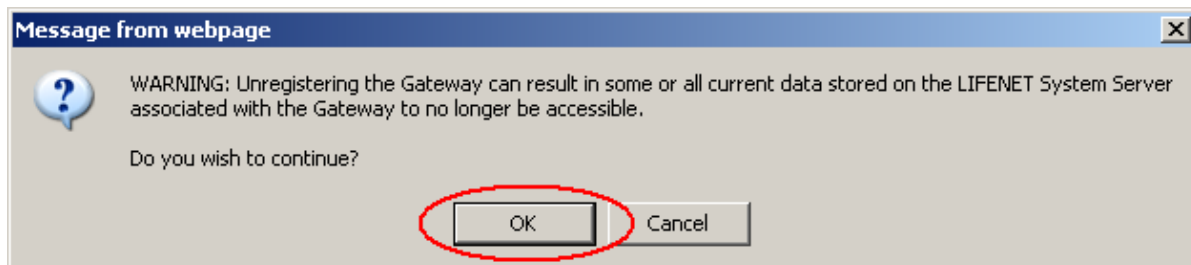 Message from webpage
WARNING: Unregistering the Gateway can result in some or all current data stored on the LIFENET System Server
associated with the Gateway to no longer be accessible.
Do you wish to continue?
OK Cancel